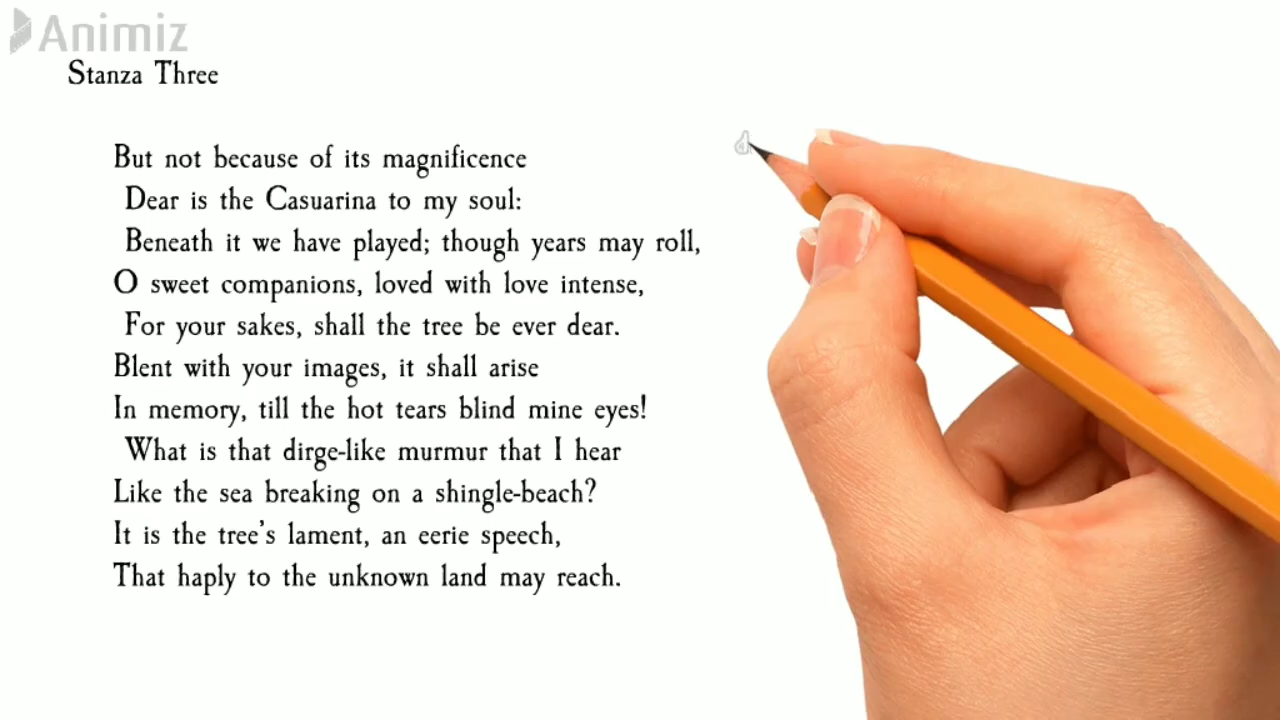 Animiz
Stanza Three
But not because of its magnificence
Dear is the Casuarina to my soul:
Beneath it we have played; though years may roll,
O sweet companions, loved with love intense,
For your sakes, shall the tree be ever dear.
Blent with your images, it shall arise
In memory, till the hot tears blind mine eyes!
What is that dirge-like murmur that I hear
Like the sea breaking on a shingle-beach?
It is the tree's lament, an eerie speech,
That haply to the unknown land may reach.